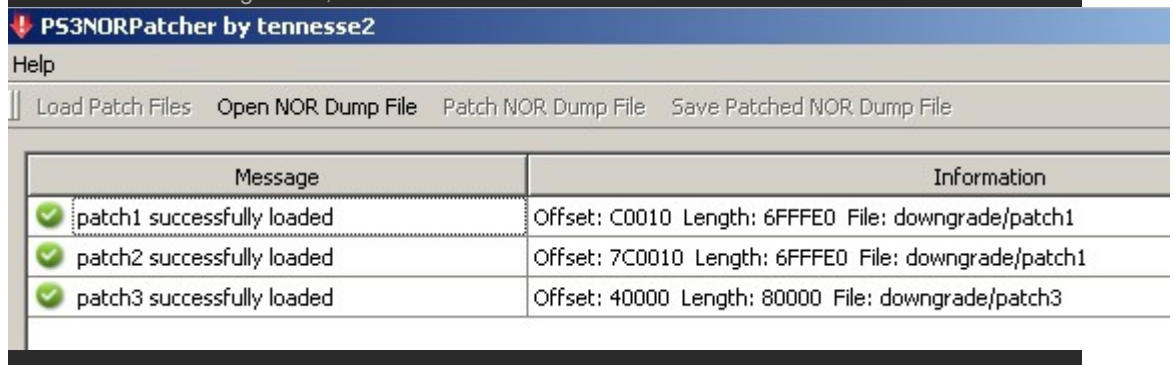 PS3NORPatcher by tennesse2
Help
Load Patch Files Open NOR Dump File Patch NOR Dump File Save Patched NOR Dump File
Message Information
patch1 successfully loaded Offset: C0010 Length: 6FFFE0 File: downgrade/patch1
patch2 successfully loaded Offset: 7C0010 Length: 6FFFE0 File: downgrade/patch1
patch3 successfully loaded Offset: 40000 Length: 80000 File: downgrade/patch3